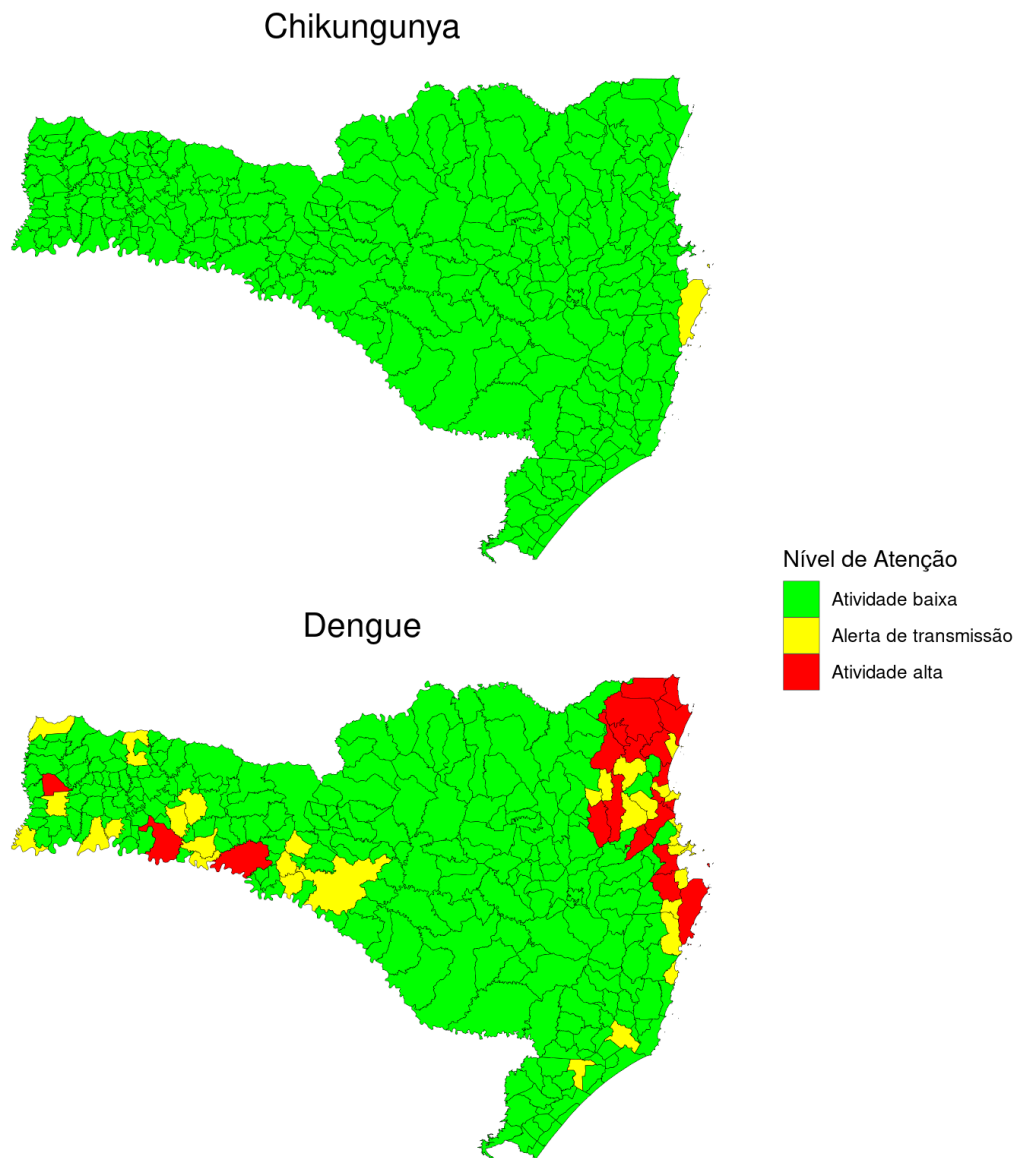 Chikungunya
Nível de Atenção
Atividade baixa
Alerta de transmissão
Atividade alta
Dengue